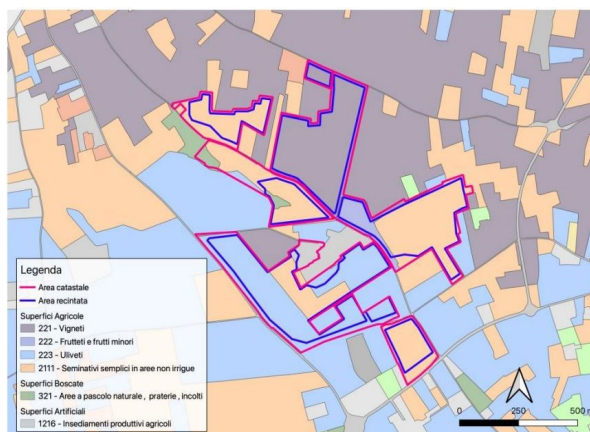 Legenda
Area catastale
Area recintata
Superfici Agricole
221 - Vigneti
222 - Frutteti e frutti minori
223 - Uliveti
2111 - Seminativi semplici in aree non irrigue
Superfici Boscate
321 - Aree a pascolo naturale , praterie, incolti
Superfici Artificiali
1216 - Insediamenti produttivi agricoli
0 250 500 m